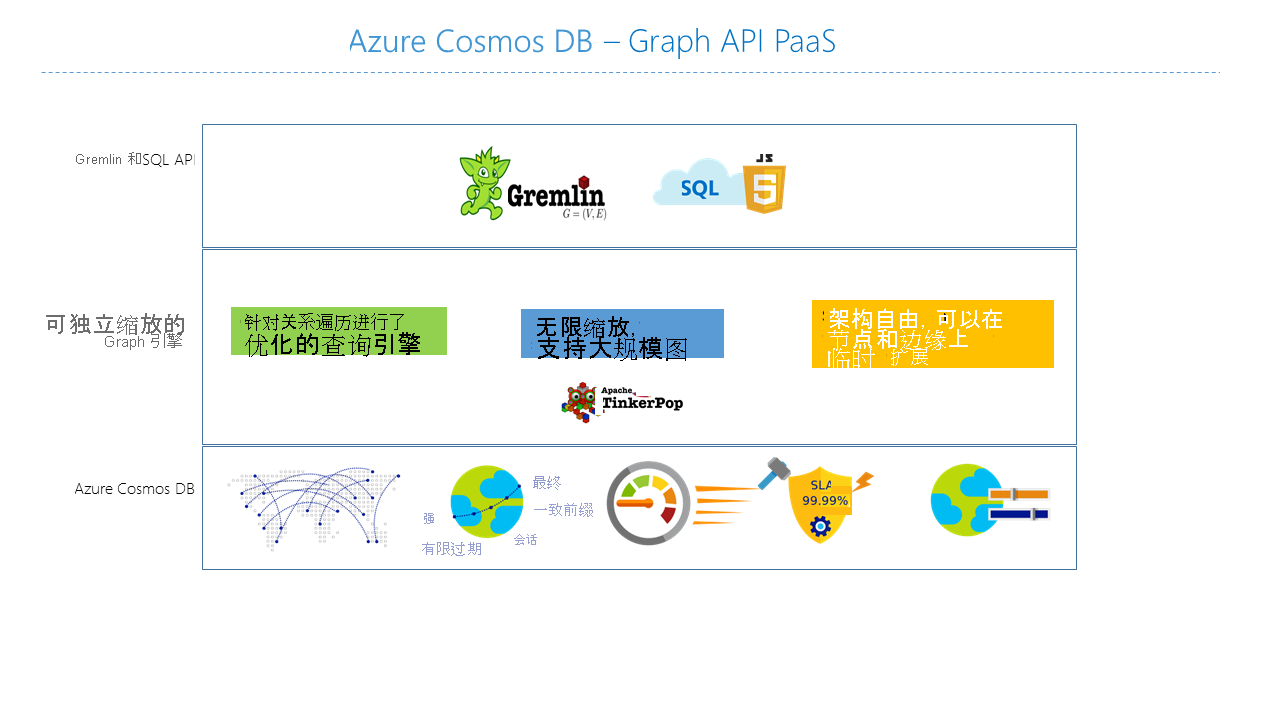 Azure Cosmos DB – Graph API PaaS
Gremlin 和SQL API
Gremlin
G = (V, E)
SQL
JS
5
可独立缩放的
Graph 引擎
针对关系遍历进行了
优化的查询引擎
无限缩放,
支持大规模图
架构自由, 可以在
节点和边缘上
临时 扩展
Apache
TinkerPop
Azure Cosmos DB
强
有限过期
会话
一致前缀
最终
SLA
99.99%